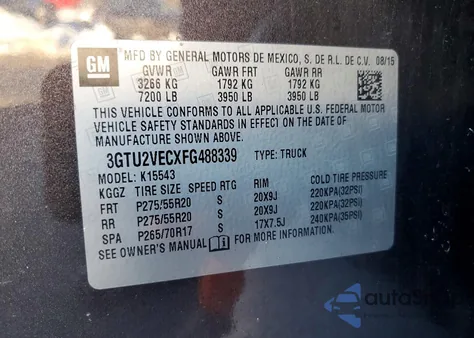 GM
MFD BY GENERAL MOTORS DE MEXICO, S. DE R.L. DE C.V. 08/15
GVWR GAWR FRT GAWR RR
3266 KG 1792 KG 1792 KG
7200 LB 3950 LB 3950 LB
THIS VEHICLE CONFORMS TO ALL APPLICABLE U.S. FEDERAL MOTOR
VEHICLE SAFETY STANDARDS IN EFFECT ON THE DATE OF
MANUFACTURE SHOWN ABOVE.
3GTU2VECXFG488339 TYPE: TRUCK
MODEL: K15543
KGGZ TIRE SIZE SPEED RTG RIM COLD TIRE PRESSURE
FRT P275/55R20 S 20X9J 220KPA(32PSI)
RR P275/55R20 S 20X9J 220KPA(32PSI)
SPA P265/70R17 S 17X7.5J 240KPA(35PSI)
SEE OWNER'S MANUAL FOR MORE INFORMATION.